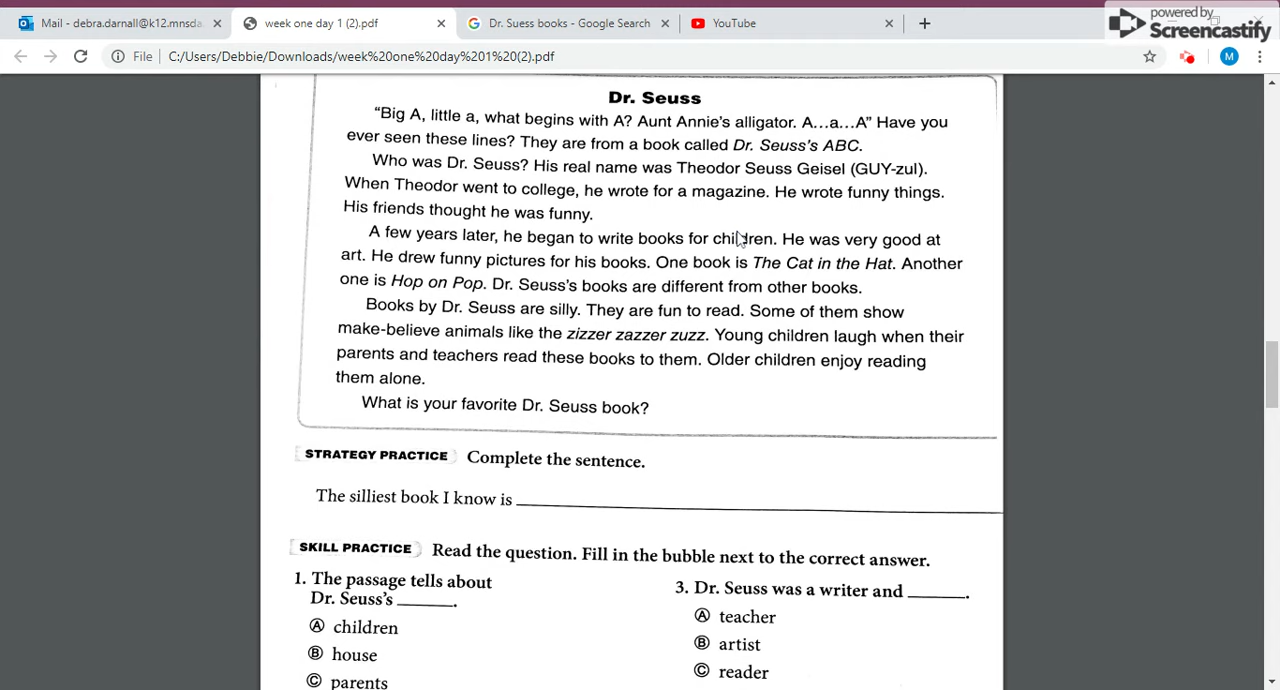 Mail - debra.darnall@k12.mnsda.
week one day 1 (2).pdf
Dr. Suess books - Google Search
YouTube
powered by
Screencastify
File
C:/Users/Debbie/Downloads/week%20one%20day%201%20(2).pdf
M
Dr. Seuss
“Big A, little a, what begins with A? Aunt Annie’s alligator. A...a...A” Have you
ever seen these lines? They are from a book called Dr. Seuss’s ABC.
Who was Dr. Seuss? His real name was Theodor Seuss Geisel (GUY-zul).
When Theodor went to college, he wrote for a magazine. He wrote funny things.
His friends thought he was funny.
A few years later, he began to write books for children. He was very good at
art. He drew funny pictures for his books. One book is The Cat in the Hat. Another
one is Hop on Pop. Dr. Seuss’s books are different from other books.
Books by Dr. Seuss are silly. They are fun to read. Some of them show
make-believe animals like the zizzer zazzer zuzz. Young children laugh when their
parents and teachers read these books to them. Older children enjoy reading
them alone.
What is your favorite Dr. Seuss book?
STRATEGY PRACTICE Complete the sentence.
The silliest book I know is
SKILL PRACTICE Read the question. Fill in the bubble next to the correct answer.
1. The passage tells about
Dr. Seuss’s ______.
A children
B house
C parents
3. Dr. Seuss was a writer and ______.
A teacher
B artist
C reader